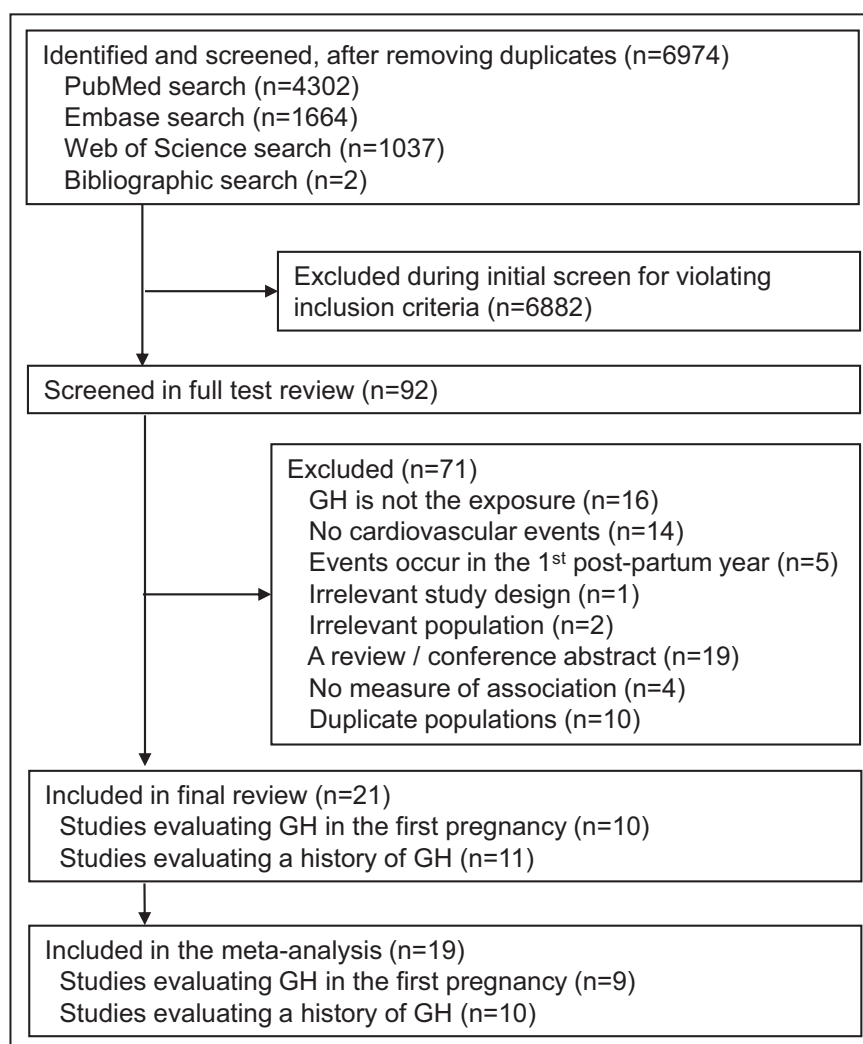 Identified and screened, after removing duplicates (n=6974)
PubMed search (n=4302)
Embase search (n=1664)
Web of Science search (n=1037)
Bibliographic search (n=2)
Excluded during initial screen for violating
inclusion criteria (n=6882)
Screened in full test review (n=92)
Excluded (n=71)
GH is not the exposure (n=16)
No cardiovascular events (n=14)
Events occur in the 1st post-partum year (n=5)
Irrelevant study design (n=1)
Irrelevant population (n=2)
A review / conference abstract (n=19)
No measure of association (n=4)
Duplicate populations (n=10)
Included in final review (n=21)
Studies evaluating GH in the first pregnancy (n=10)
Studies evaluating a history of GH (n=11)
Included in the meta-analysis (n=19)
Studies evaluating GH in the first pregnancy (n=9)
Studies evaluating a history of GH (n=10)